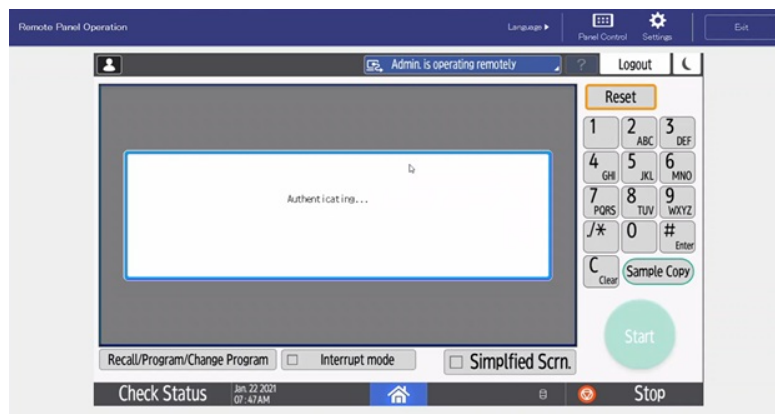 Remote Panel Operation
Language ▶
Panel Control
Settings
Exit
Admin. is operating remotely
?
Logout
Reset
1
2 ABC
3 DEF
4 GHI
5 JKL
6 MNO
7 PQRS
8 TUV
9 WXYZ
./*
0
# Enter
C Clear
Sample Copy
Authenticating...
Start
Recall/Program/Change Program
Interrupt mode
Simplfied Scrn.
Check Status
Jan. 22 2021
07:47AM
Stop